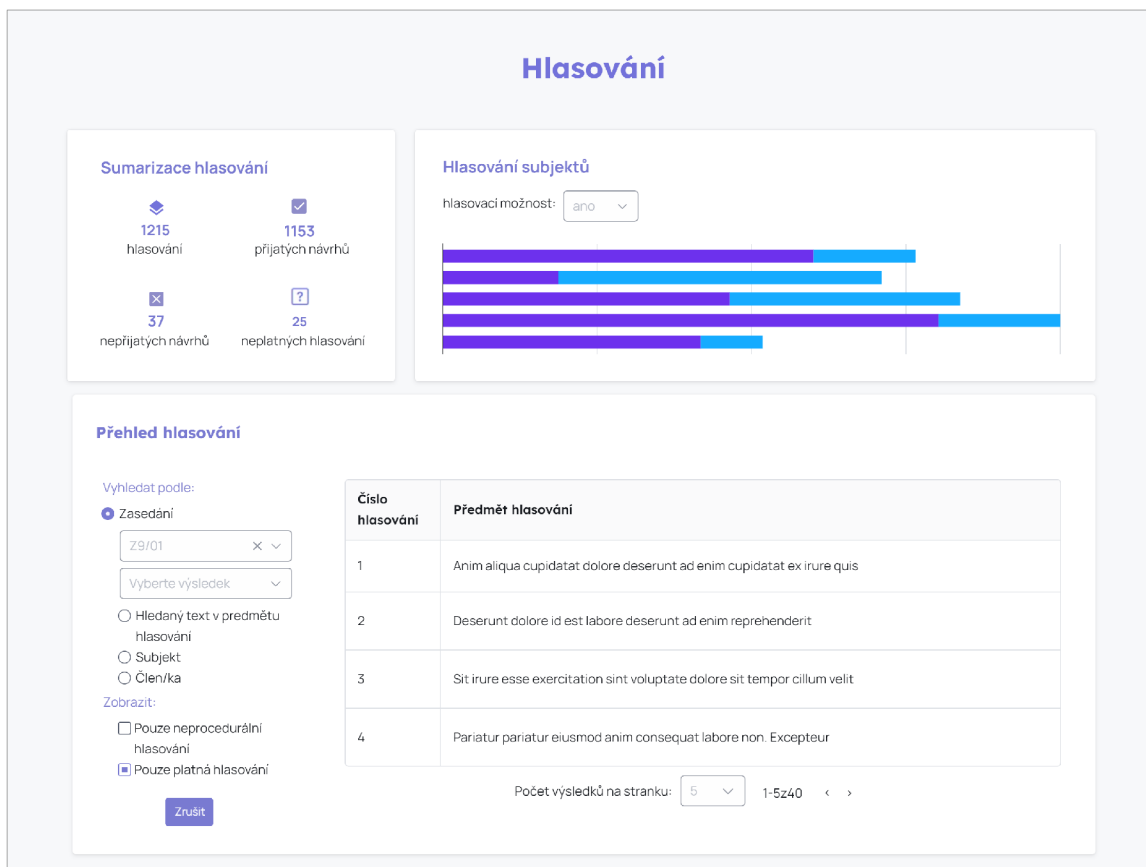 Hlasování
Sumarizace hlasování
1215
hlasování
1153
přijatých návrhů
37
nepřijatých návrhů
25
neplatných hlasování
Hlasování subjektů
hlasovací možnost: ano
Přehled hlasování
Vyhledat podle:
Zasedání
Z9/01
Vyberte výsledek
Hledaný text v predmětu
hlasování
Subjekt
Člen/ka
Zobrazit:
Pouze neprocedurální
hlasování
Pouze platná hlasování
Zrušit
Číslo
hlasování
Předmět hlasování
1 Anim aliqua cupidatat dolore deserunt ad enim cupidatat ex irure quis
2 Deserunt dolore id est labore deserunt ad enim reprehenderit
3 Sit irure esse exercitation sint voluptate dolore sit tempor cillum velit
4 Pariatur pariatur eiusmod anim consequat labore non. Excepteur
Počet výsledků na stranku: 5 1-5z40